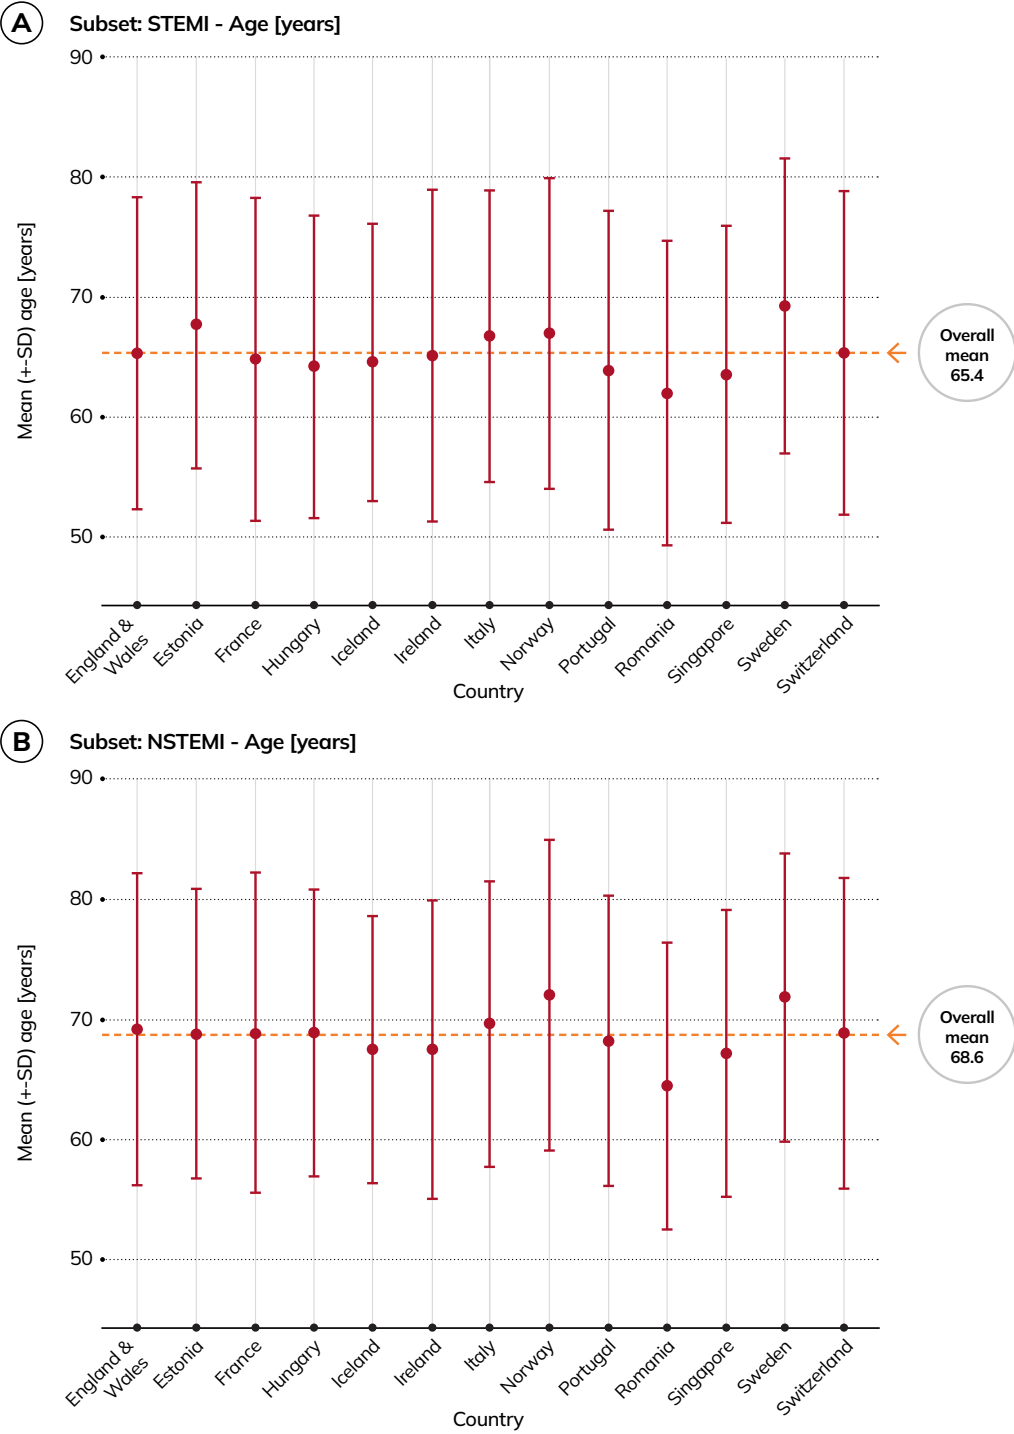 A
Subset: STEMI - Age [years]
90
80
70
60
50
Mean (+-SD) age [years]
Overall
mean
65.4
England &
Wales
Estonia
France
Hungary
Iceland
Ireland
Italy
Norway
Portugal
Romania
Singapore
Sweden
Switzerland
Country
B
Subset: NSTEMI - Age [years]
90
80
70
60
50
Mean (+-SD) age [years]
Overall
mean
68.6
England &
Wales
Estonia
France
Hungary
Iceland
Ireland
Italy
Norway
Portugal
Romania
Singapore
Sweden
Switzerland
Country